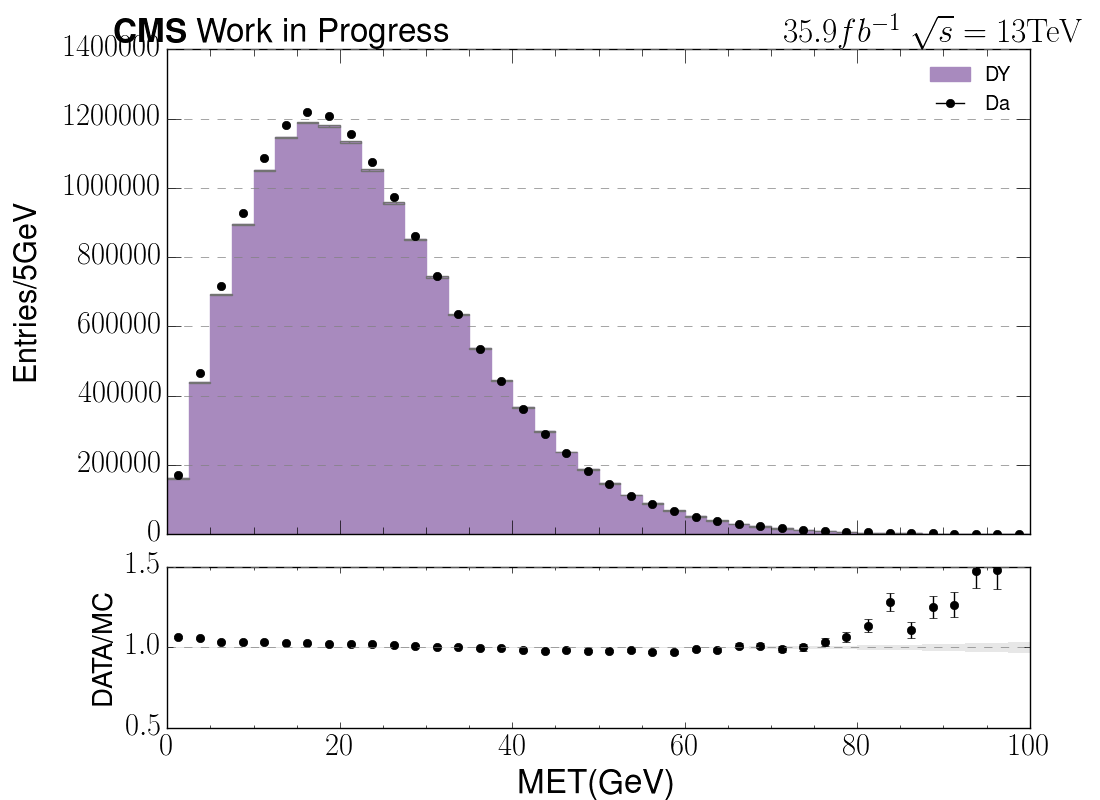 CMS Work in Progress
35.9fb⁻¹ √s = 13TeV
1400000
1200000
1000000
800000
600000
400000
200000
0
Entries/5GeV
DY
Da
1.5
1.0
0.5
DATA/MC
0 20 40 60 80 100
MET(GeV)